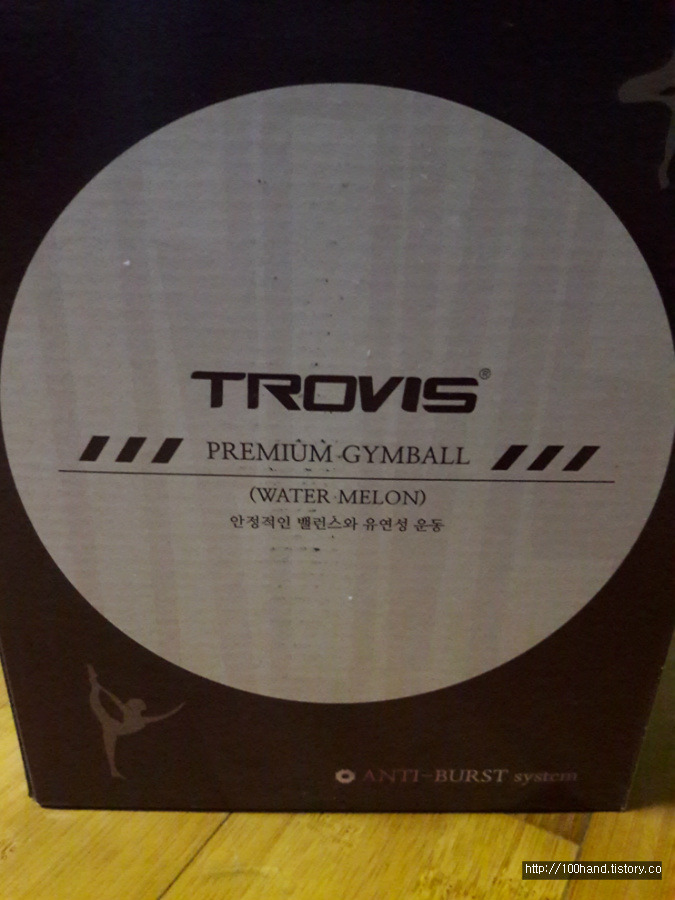 TROVIS®
PREMIUM GYMBALL
(WATER MELON)
안정적인 밸런스와 유연성 운동
ANTI-BURST system
http://100hand.tistory.co